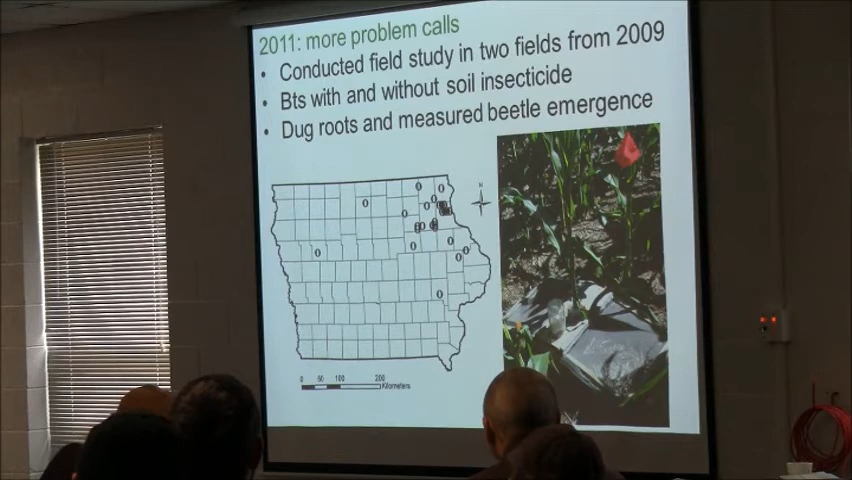 2011: more problem calls
• Conducted field study in two fields from 2009
• Bts with and without soil insecticide
• Dug roots and measured beetle emergence
N
0 50 100 200
Kilometers